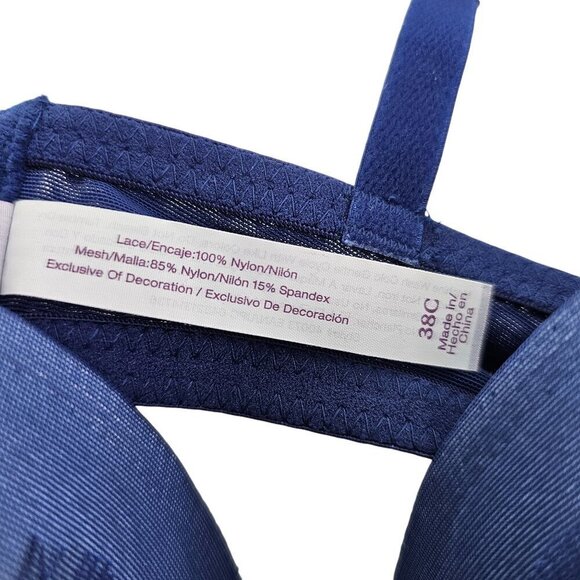 Lace/Encaje:100% Nylon/Nilón
Mesh/Malla:85% Nylon/Nilón 15% Spandex
Exclusive Of Decoration / Exclusivo De Decoración
38C
Made in/
Hecho en
China